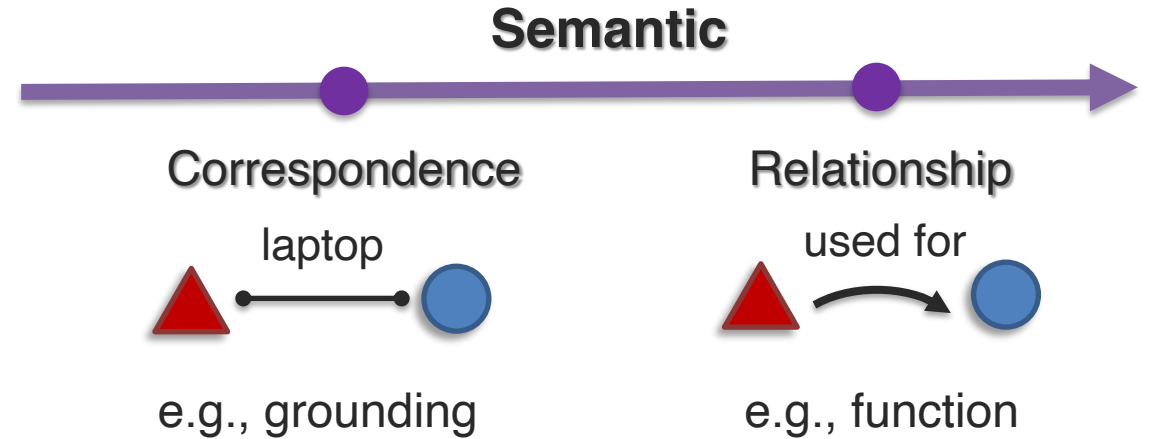 Semantic
Correspondence
Relationship
laptop
used for
e.g., grounding
e.g., function